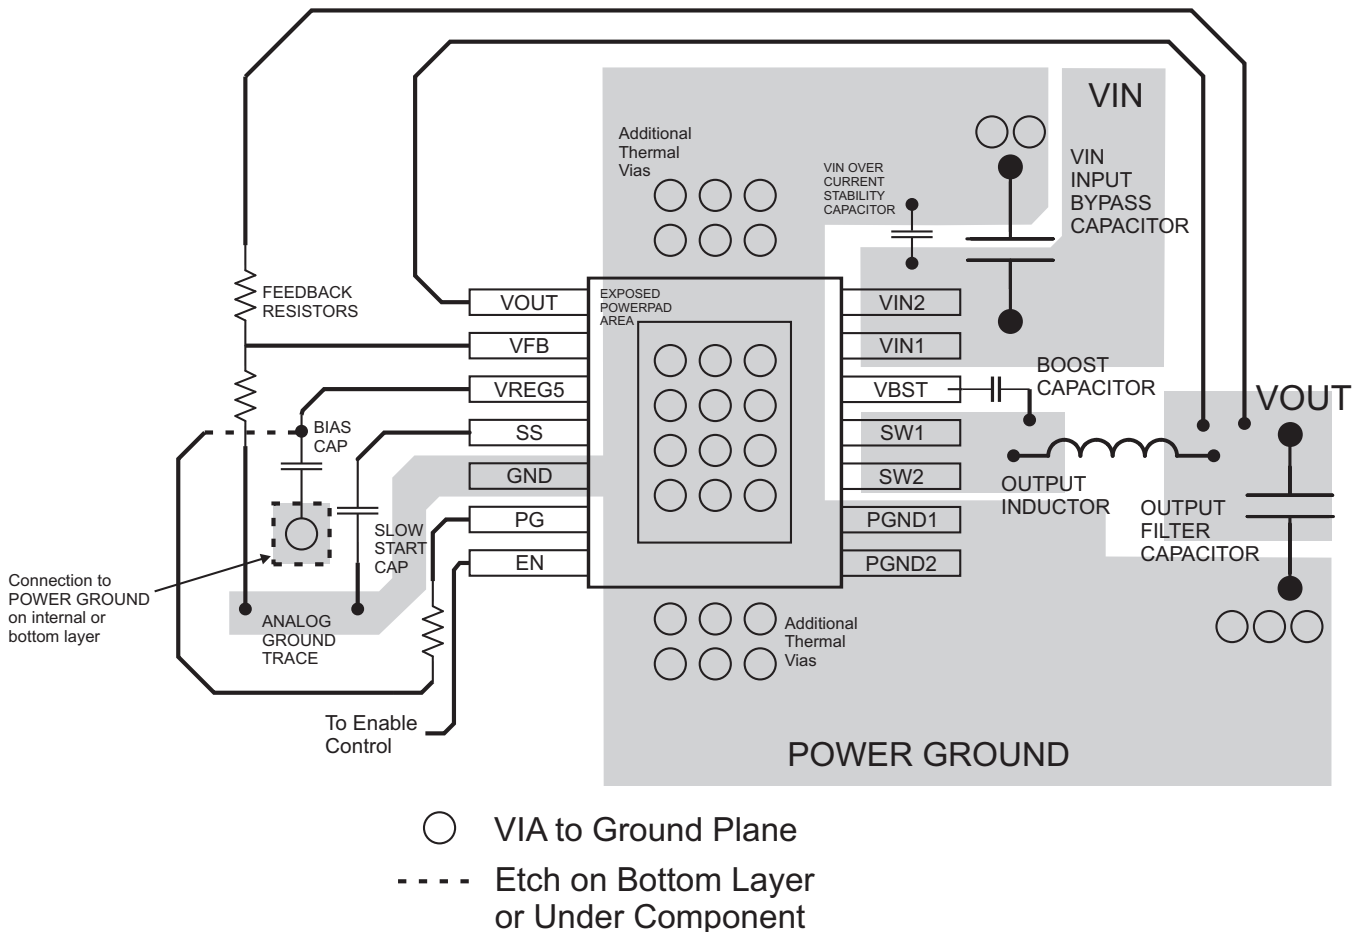 VIN
Additional
Thermal
Vias
VIN OVER
CURRENT
STABILITY
CAPACITOR
VIN
INPUT
BYPASS
CAPACITOR
FEEDBACK
RESISTORS
VOUT
EXPOSED
POWERPAD
AREA
VIN2
VFB
VIN1
VREG5
VBST
BOOST
CAPACITOR
VOUT
BIAS
CAP
SS
SW1
GND
SW2
OUTPUT
INDUCTOR
OUTPUT
FILTER
CAPACITOR
PG
PGND1
SLOW
START
CAP
EN
PGND2
Connection to
POWER GROUND
on internal or
bottom layer
ANALOG
GROUND
TRACE
Additional
Thermal
Vias
To Enable
Control
POWER GROUND
VIA to Ground Plane
Etch on Bottom Layer
or Under Component